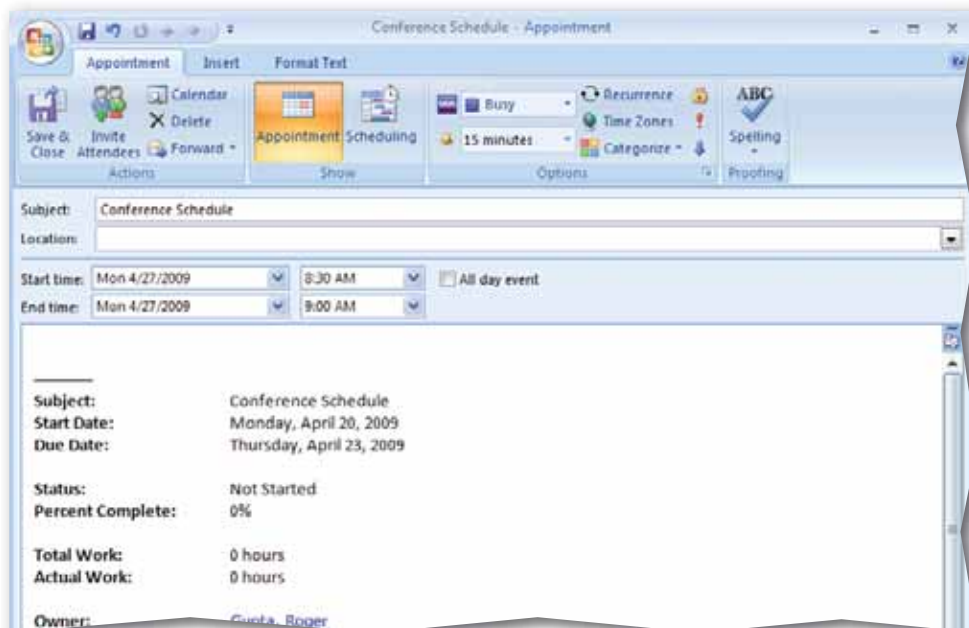 Conference Schedule - Appointment
Appointment Insert Format Text
Save & Close
Invite Attendees
Calendar
Delete
Forward
Actions
Appointment
Scheduling
Show
Busy
15 minutes
Recurrence
Time Zones
Categorize
Options
ABC
Spelling
Proofing
Subject: Conference Schedule
Location:
Start time: Mon 4/27/2009 8:30 AM All day event
End time: Mon 4/27/2009 9:00 AM
Subject: Conference Schedule
Start Date: Monday, April 20, 2009
Due Date: Thursday, April 23, 2009
Status: Not Started
Percent Complete: 0%
Total Work: 0 hours
Actual Work: 0 hours
Owner: Gupta, Roger